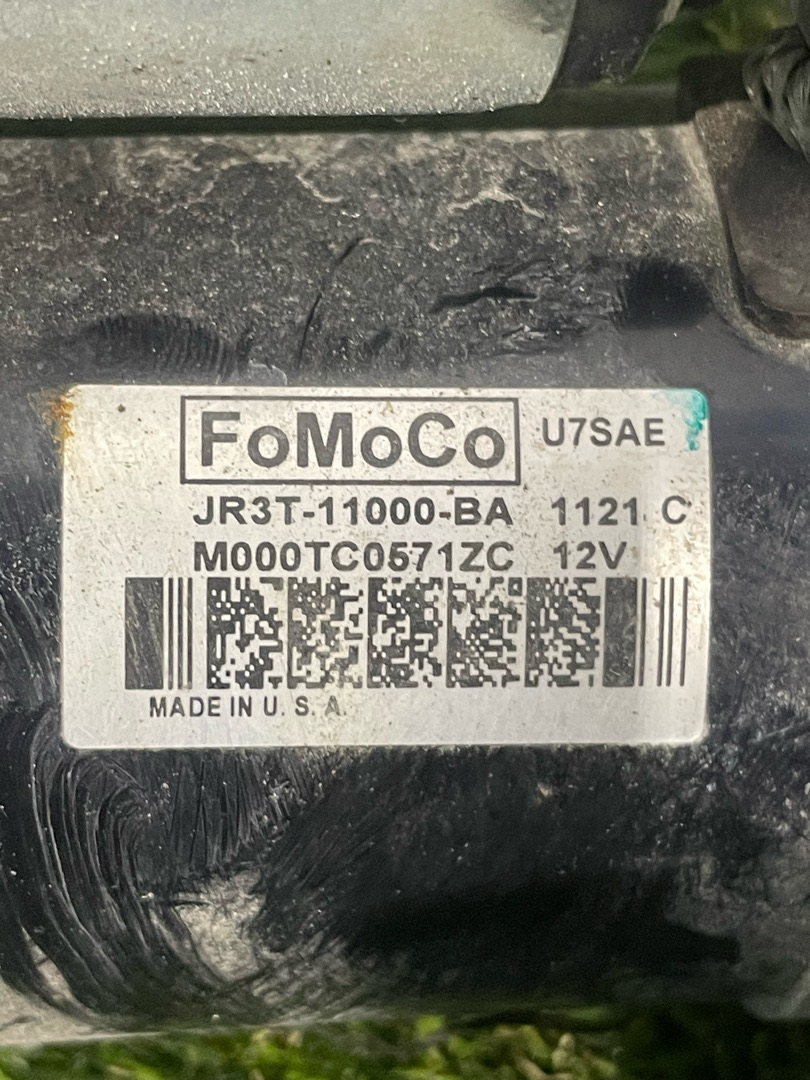 FoMoCo U7SAE
JR3T-11000-BA 1121 C
M000TC0571ZC 12V
MADE IN U. S. A.